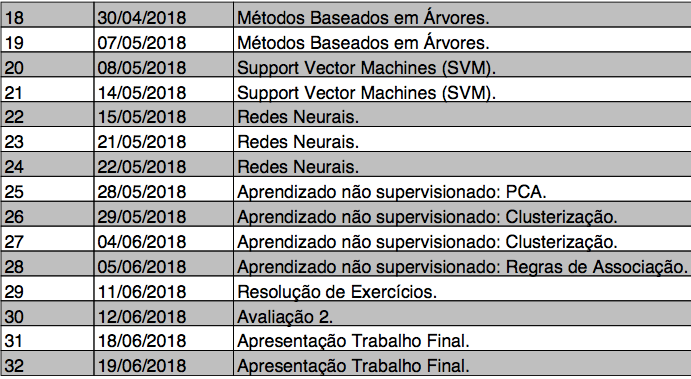 18 30/04/2018 Métodos Baseados em Árvores.
19 07/05/2018 Métodos Baseados em Árvores.
20 08/05/2018 Support Vector Machines (SVM).
21 14/05/2018 Support Vector Machines (SVM).
22 15/05/2018 Redes Neurais.
23 21/05/2018 Redes Neurais.
24 22/05/2018 Redes Neurais.
25 28/05/2018 Aprendizado não supervisionado: PCA.
26 29/05/2018 Aprendizado não supervisionado: Clusterização.
27 04/06/2018 Aprendizado não supervisionado: Clusterização.
28 05/06/2018 Aprendizado não supervisionado: Regras de Associação.
29 11/06/2018 Resolução de Exercícios.
30 12/06/2018 Avaliação 2.
31 18/06/2018 Apresentação Trabalho Final.
32 19/06/2018 Apresentação Trabalho Final.